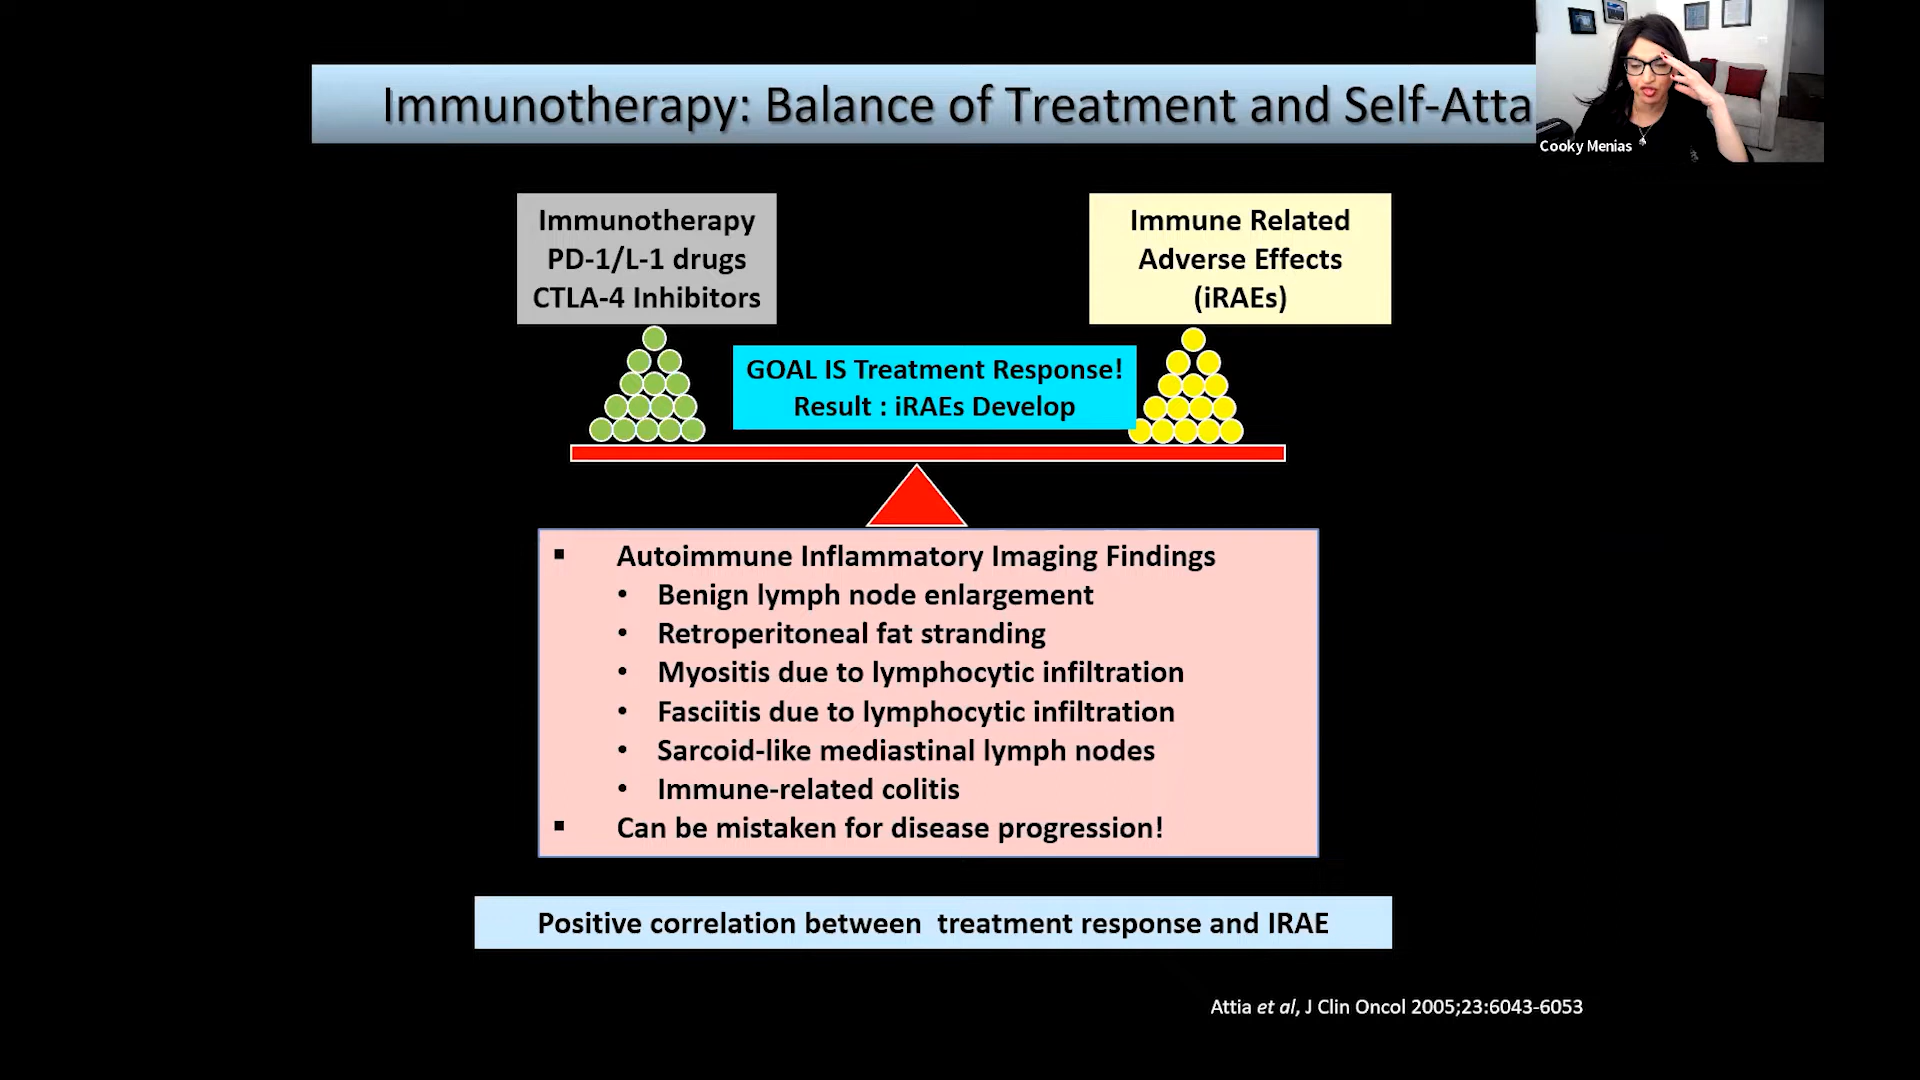 Immunotherapy: Balance of Treatment and Self-Atta
Cooky Menias
Immunotherapy
PD-1/L-1 drugs
CTLA-4 Inhibitors
Immune Related
Adverse Effects
(iRAEs)
GOAL IS Treatment Response!
Result : iRAEs Develop
▪ Autoimmune Inflammatory Imaging Findings
• Benign lymph node enlargement
• Retroperitoneal fat stranding
• Myositis due to lymphocytic infiltration
• Fasciitis due to lymphocytic infiltration
• Sarcoid-like mediastinal lymph nodes
• Immune-related colitis
▪ Can be mistaken for disease progression!
Positive correlation between  treatment response and IRAE
Attia et al, J Clin Oncol 2005;23:6043-6053